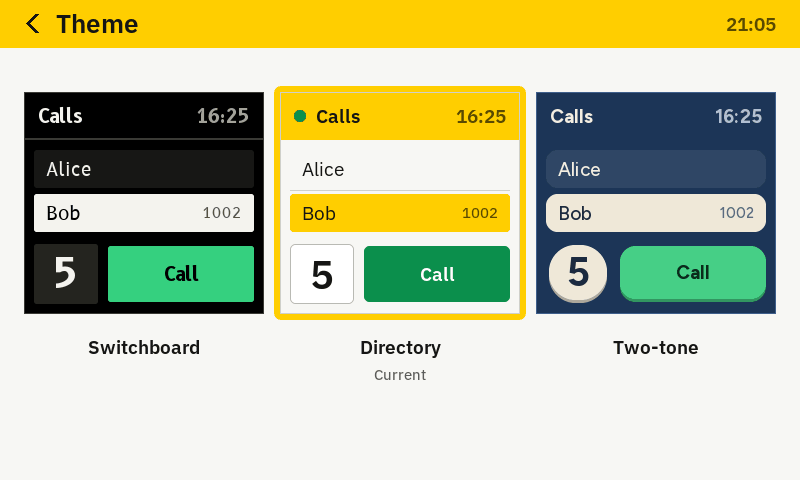 Theme
21:05
Calls 16:25
Alice
Bob 1002
5 Call
Switchboard
Calls 16:25
Alice
Bob 1002
5 Call
Directory
Current
Calls 16:25
Alice
Bob 1002
5 Call
Two-tone